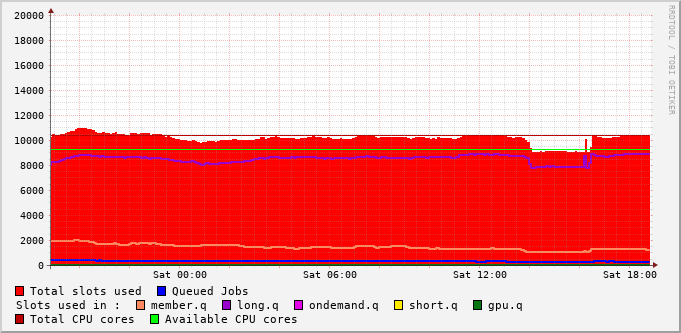 RRDTOOL / TOBI OETIKER
20000
18000
16000
14000
12000
10000
8000
6000
4000
2000
0
Sat 00:00 Sat 06:00 Sat 12:00 Sat 18:00
Total slots used Queued Jobs
Slots used in : member.q long.q ondemand.q short.q gpu.q
Total CPU cores Available CPU cores